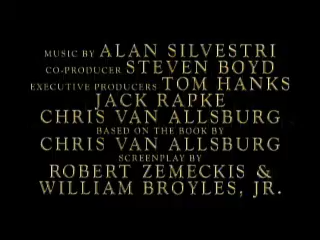 MUSIC BY ALAN SILVESTRI
CO-PRODUCER STEVEN BOYD
EXECUTIVE PRODUCERS TOM HANKS
JACK RAPKE
CHRIS VAN ALLSBURG
BASED ON THE BOOK BY
CHRIS VAN ALLSBURG
SCREENPLAY BY
ROBERT ZEMECKIS &
WILLIAM BROYLES, JR.